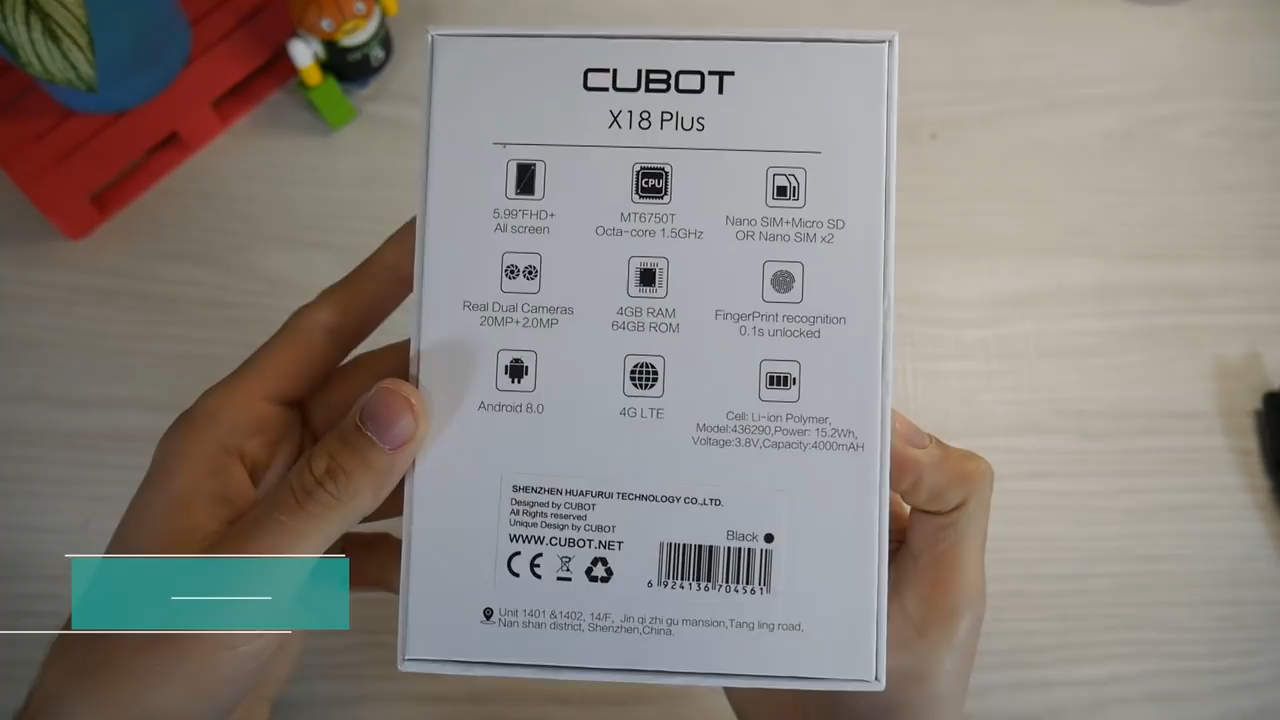 CUBOT
X18 Plus
5.99"FHD+
All screen
CPU
MT6750T
Octa-core 1.5GHz
Nano SIM+Micro SD
OR Nano SIM x2
Real Dual Cameras
20MP+2.0MP
4GB RAM
64GB ROM
FingerPrint recognition
0.1s unlocked
Android 8.0
4G LTE
Cell: Li-ion Polymer,
Model:436290,Power: 15.2Wh,
Voltage:3.8V,Capacity:4000mAH
SHENZHEN HUAFURUI TECHNOLOGY CO.,LTD.
Designed by CUBOT
All Rights reserved
Unique Design by CUBOT
WWW.CUBOT.NET
CE
Black
6 924136 704561
Unit 1401 &1402, 14/F, Jin qi zhi gu mansion,Tang ling road,
Nan shan district, Shenzhen,China.